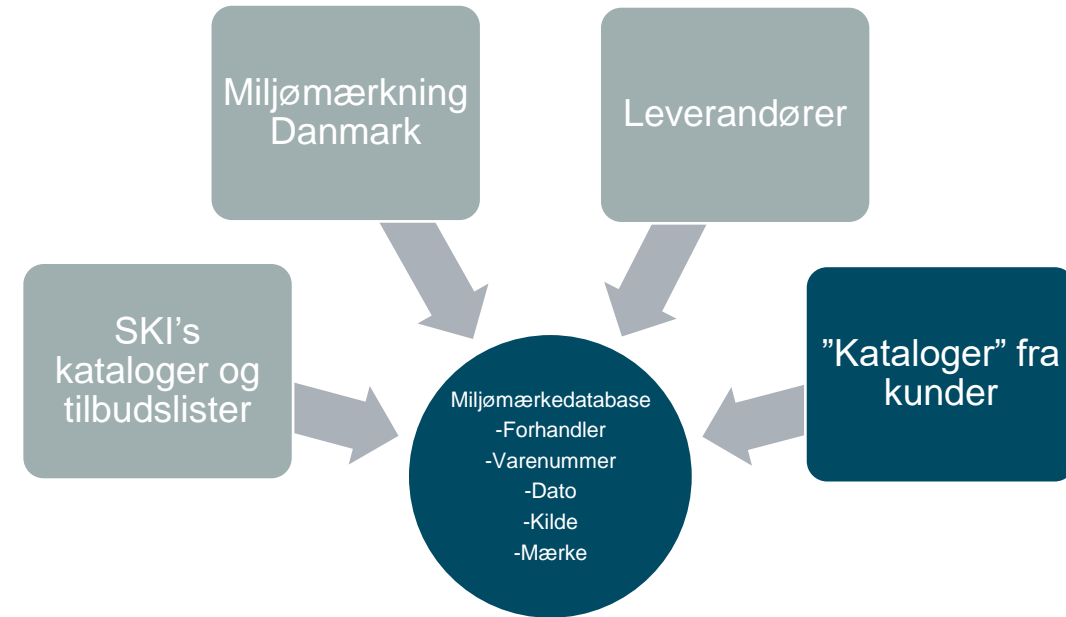 Miljømærkning
Danmark
Leverandører
SKI’s
kataloger og
tilbudslister
”Kataloger” fra
kunder
Miljømærkedatabase
-Forhandler
-Varenummer
-Dato
-Kilde
-Mærke